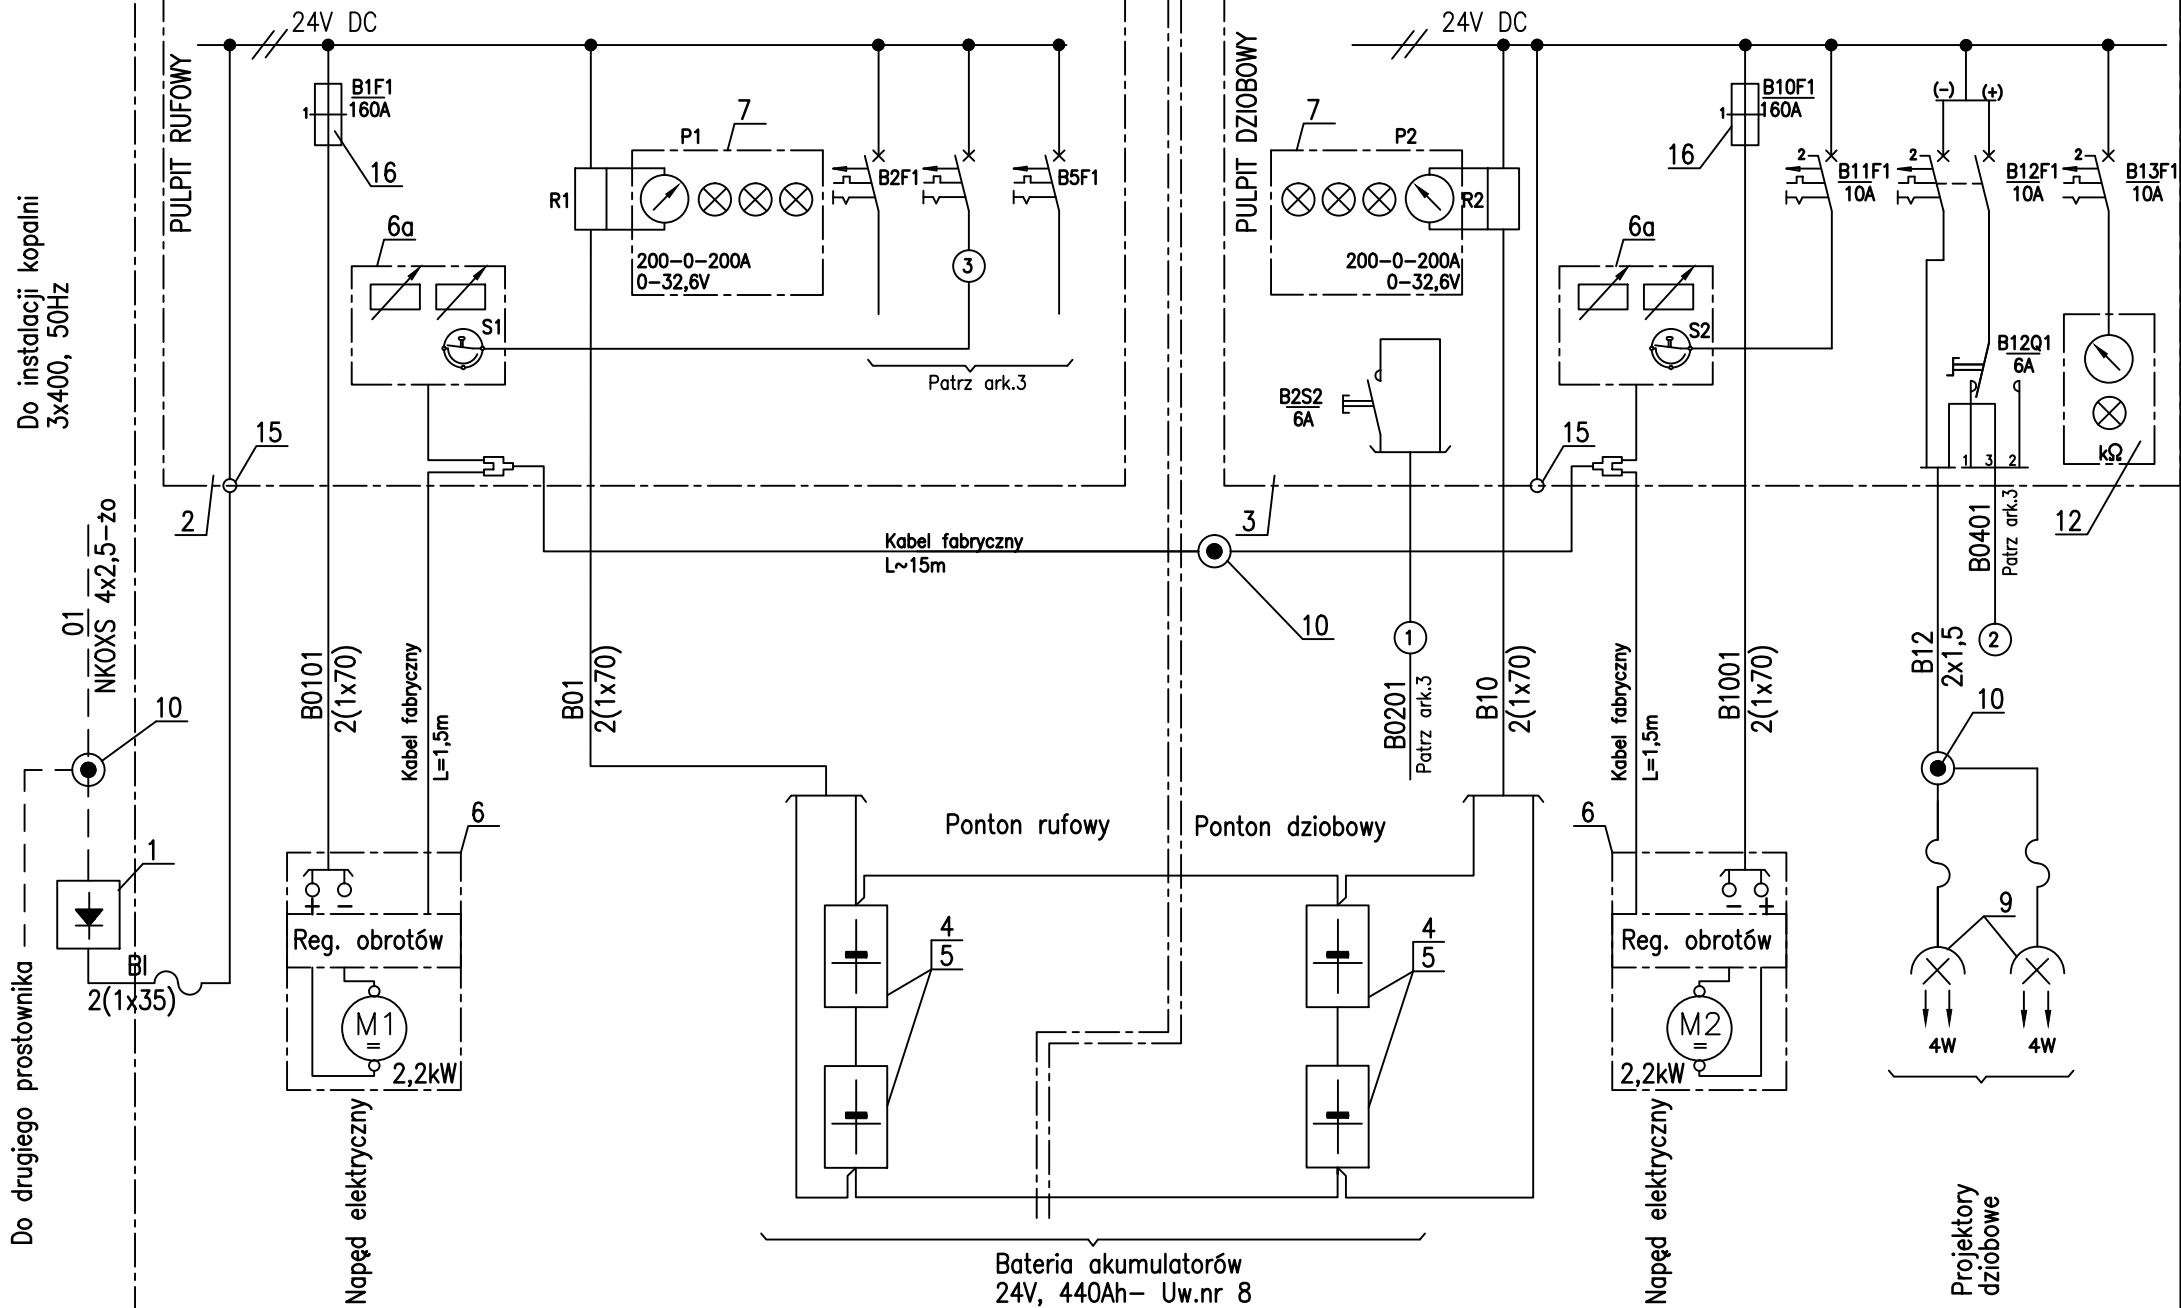 24V DC
24V DC
PULPIT RUFOWY
B1F1
160A
1
16
7
P1
R1
200-0-200A
0-32,6V
B2F1
B5F1
3
6a
S1
Patrz ark.3
PULPIT DZIOBOWY
7
P2
R2
200-0-200A
0-32,6V
B10F1
160A
1
16
6a
S2
2
B11F1
10A
(-)
(+)
2
B12F1
10A
2
B13F1
10A
B12Q1
6A
kΩ
B2S2
6A
1
3
2
15
15
2
3
12
Do instalacji kopalni
3x400, 50Hz
01
NKOXS 4x2,5-żo
Kabel fabryczny
L~15m
10
B0401
Patrz ark.3
2
B0101
2(1x70)
Kabel fabryczny
L=1,5m
B01
2(1x70)
1
B0201
Patrz ark.3
B10
2(1x70)
Kabel fabryczny
L=1,5m
B1001
2(1x70)
B12
2x1,5
10
10
1
6
Ponton rufowy
Ponton dziobowy
6
+
-
-
+
Reg. obrotów
Reg. obrotów
4
5
4
5
9
BI
2(1x35)
M1
=
2,2kW
M2
=
2,2kW
4W
4W
Do drugiego prostownika
Napęd elektryczny
Napęd elektryczny
Projektory
dziobowe
Bateria akumulatorów
24V, 440Ah- Uw.nr 8